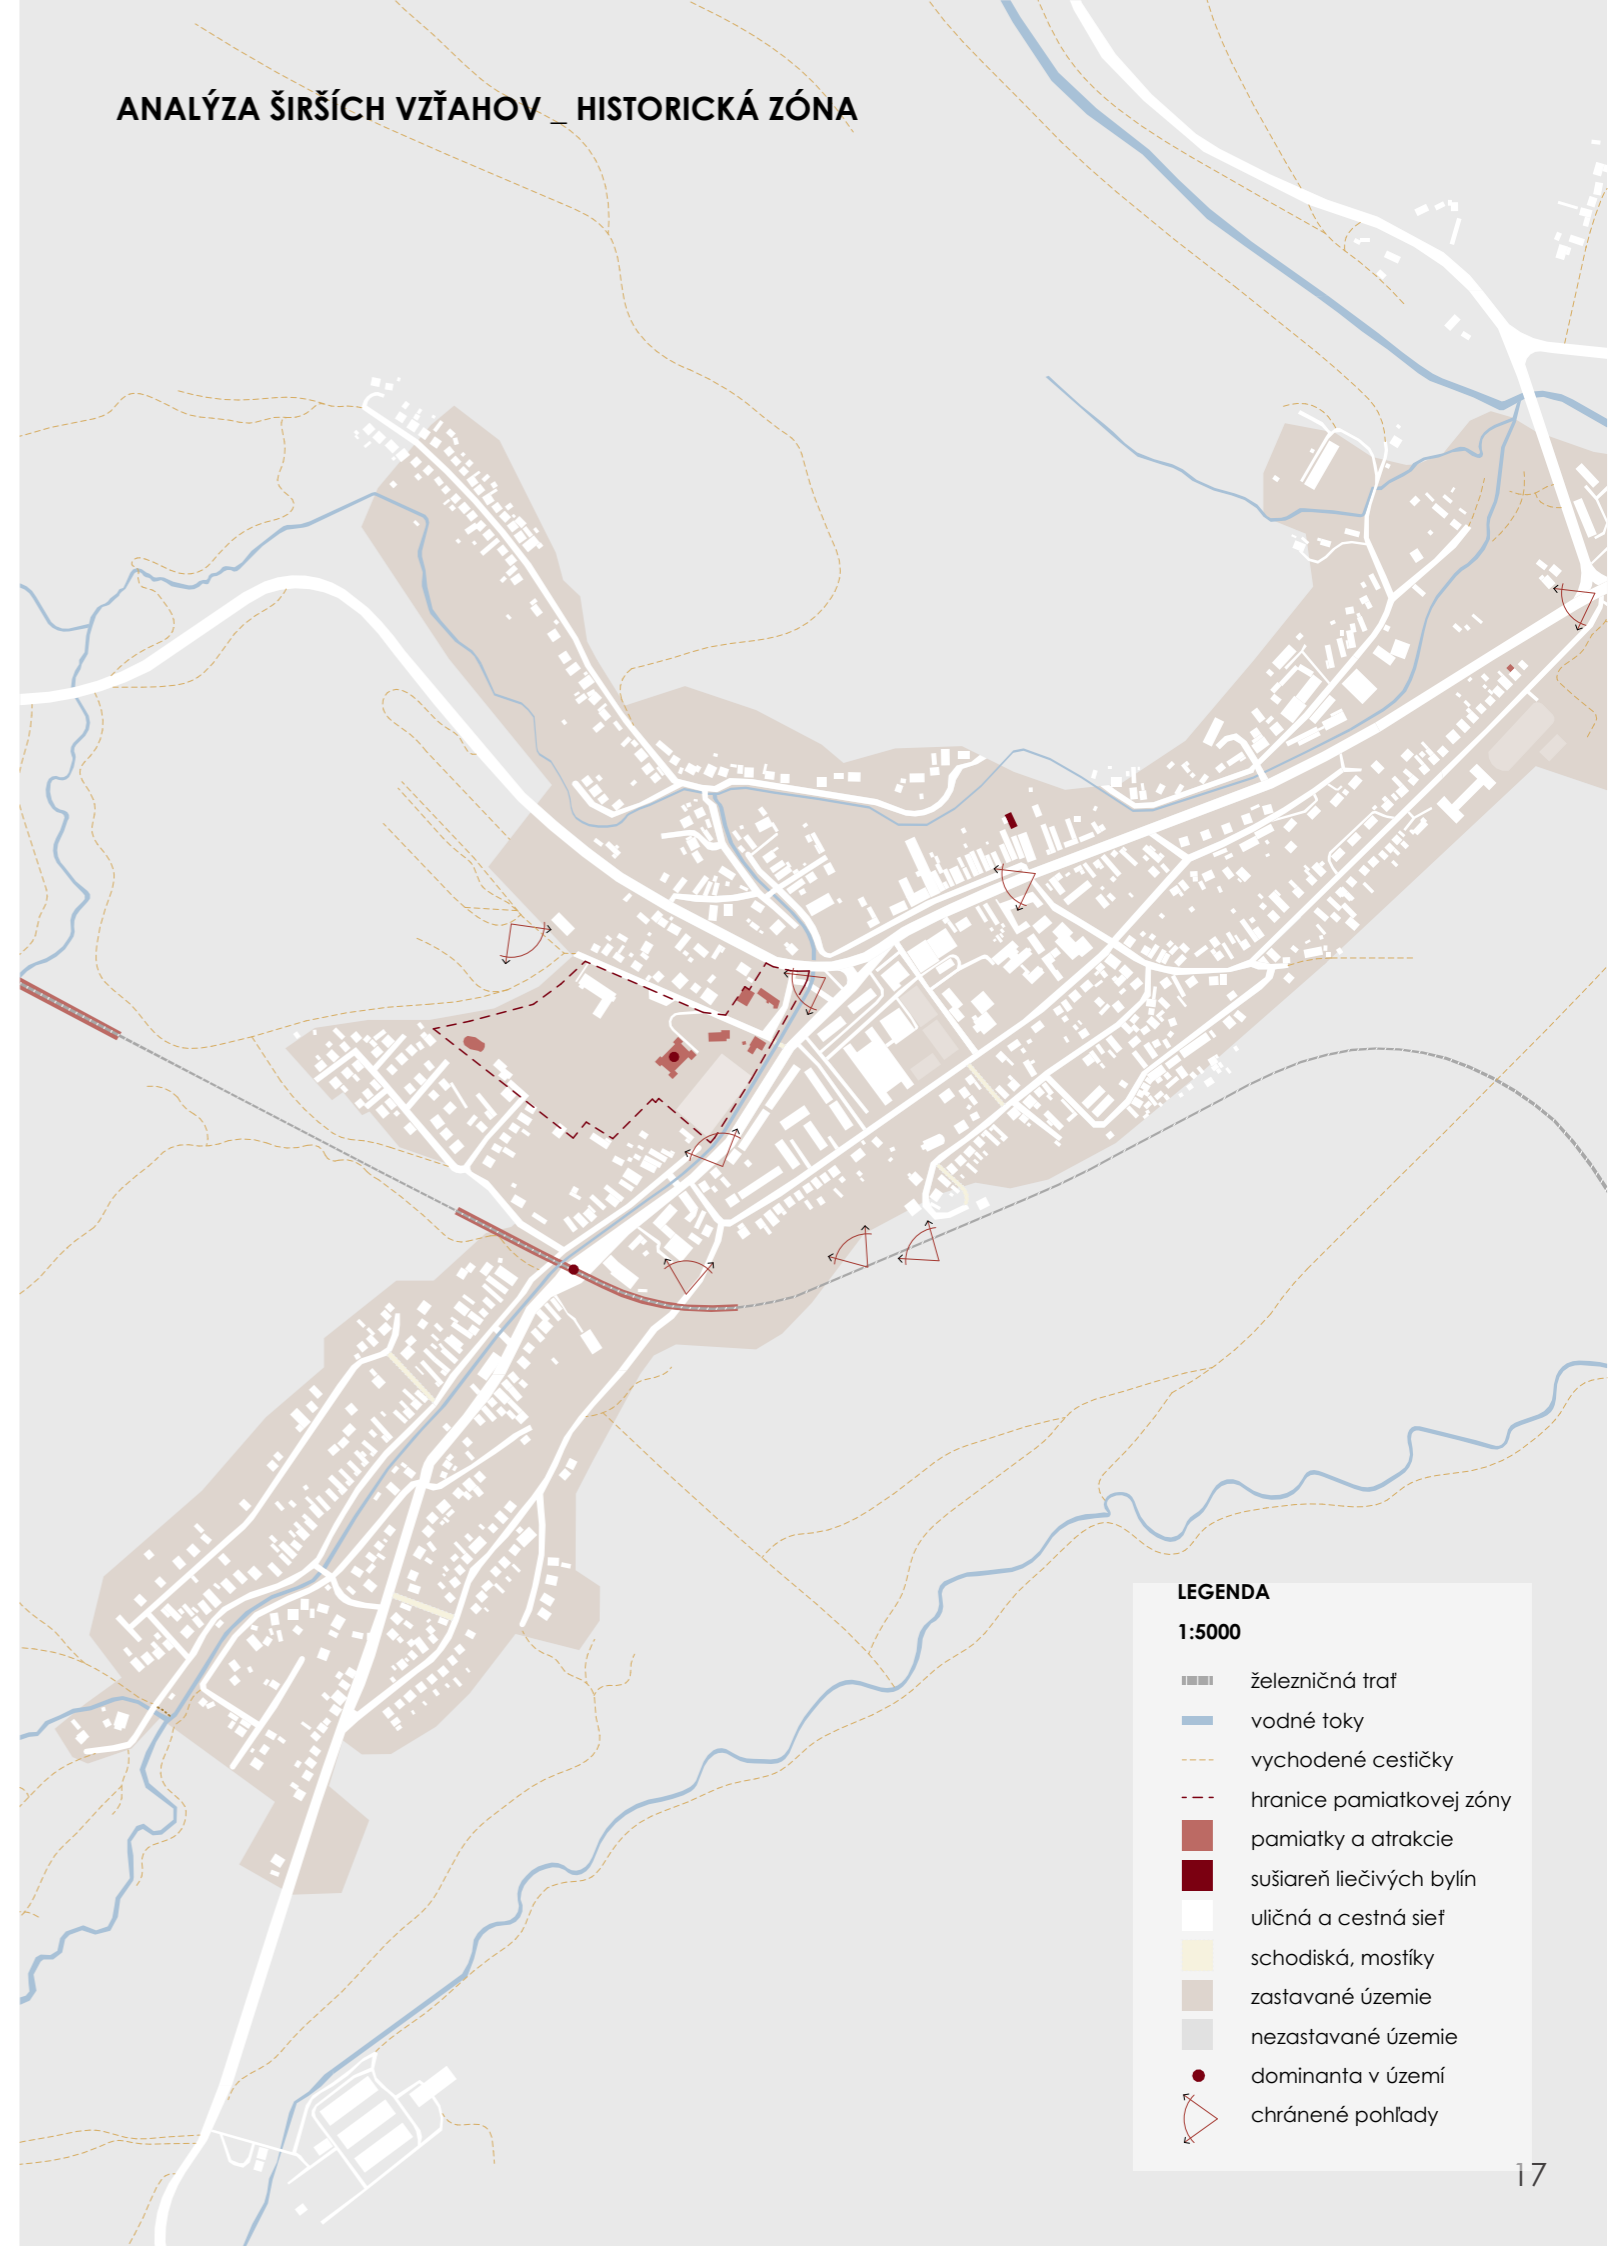 ANALÝZA ŠIRŠÍCH VZŤAHOV _ HISTORICKÁ ZÓNA
LEGENDA
1:5000
železničná trať
vodné toky
vychodené cestičky
hranice pamiatkovej zóny
pamiatky a atrakcie
sušiareň liečivých bylín
uličná a cestná sieť
schodiská, mostíky
zastavané územie
nezastavané územie
dominanta v území
chránené pohľady
17